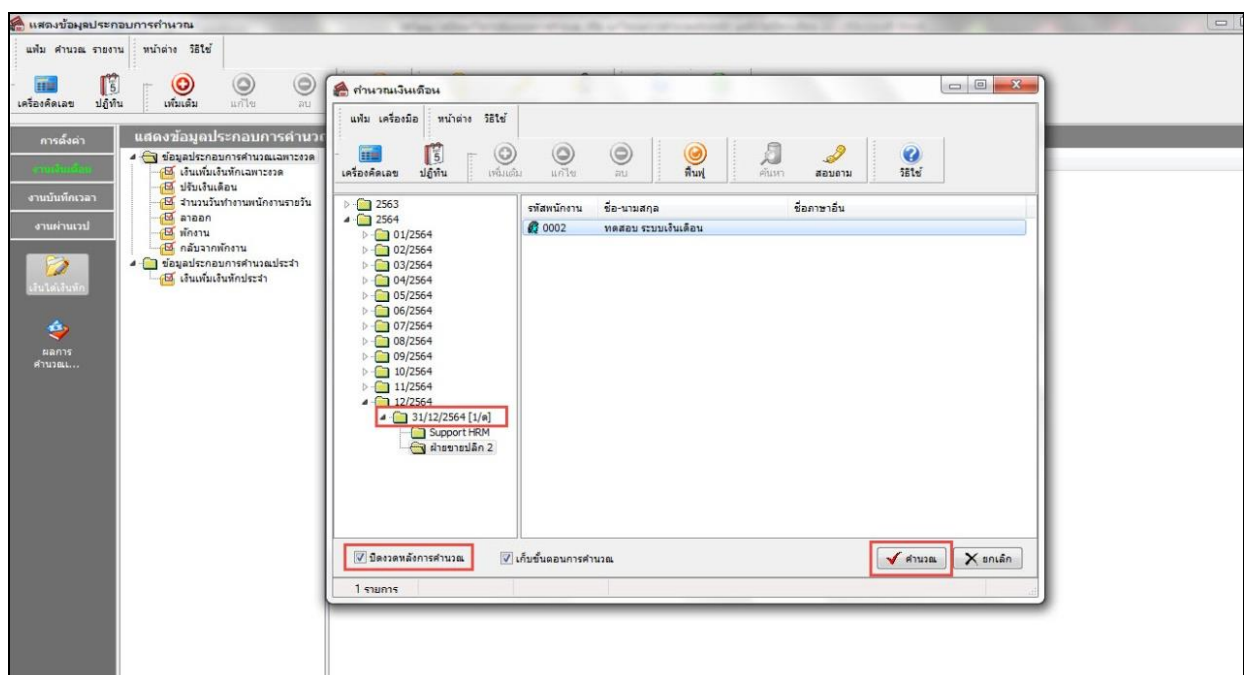 แสดงข้อมูลประกอบการคำนวณ
แฟ้ม คำนวณ รายงาน หน้าต่าง วิธีใช้
เครื่องคิดเลข ปฏิทิน เพิ่มเติม แก้ไข ลบ
การตั้งค่า
งานเงินเดือน
งานบันทึกเวลา
งานผ่านเวป
เงินได้เงินหัก
ผลการ
คำนวณเ...
แสดงข้อมูลประกอบการคำนวณ
ข้อมูลประกอบการคำนวณเฉพาะงวด
เงินเพิ่มเงินหักเฉพาะงวด
ปรับเงินเดือน
จำนวนวันทำงานพนักงานรายวัน
ลาออก
พักงาน
กลับจากพักงาน
ข้อมูลประกอบการคำนวณประจำ
เงินเพิ่มเงินหักประจำ
คำนวณเงินเดือน
แฟ้ม เครื่องมือ หน้าต่าง วิธีใช้
เครื่องคิดเลข ปฏิทิน เพิ่มเติม แก้ไข ลบ ฟื้นฟู ค้นหา สอบถาม วิธีใช้
2563
2564
01/2564
02/2564
03/2564
04/2564
05/2564
06/2564
07/2564
08/2564
09/2564
10/2564
11/2564
12/2564
31/12/2564 [1/ด]
Support HRM
ฝ่ายขายปลีก 2
รหัสพนักงาน ชื่อ-นามสกุล ชื่อภาษาอื่น
0002 ทดสอบ ระบบเงินเดือน
ปิดงวดหลังการคำนวณ เก็บขั้นตอนการคำนวณ คำนวณ ยกเลิก
1 รายการ